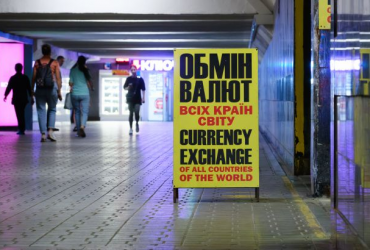 ОБМІН
ВАЛЮТ
ВСІХ КРАЇН
СВІТУ
CURRENCY
EXCHANGE
OF ALL COUNTRIES
OF THE WORLD